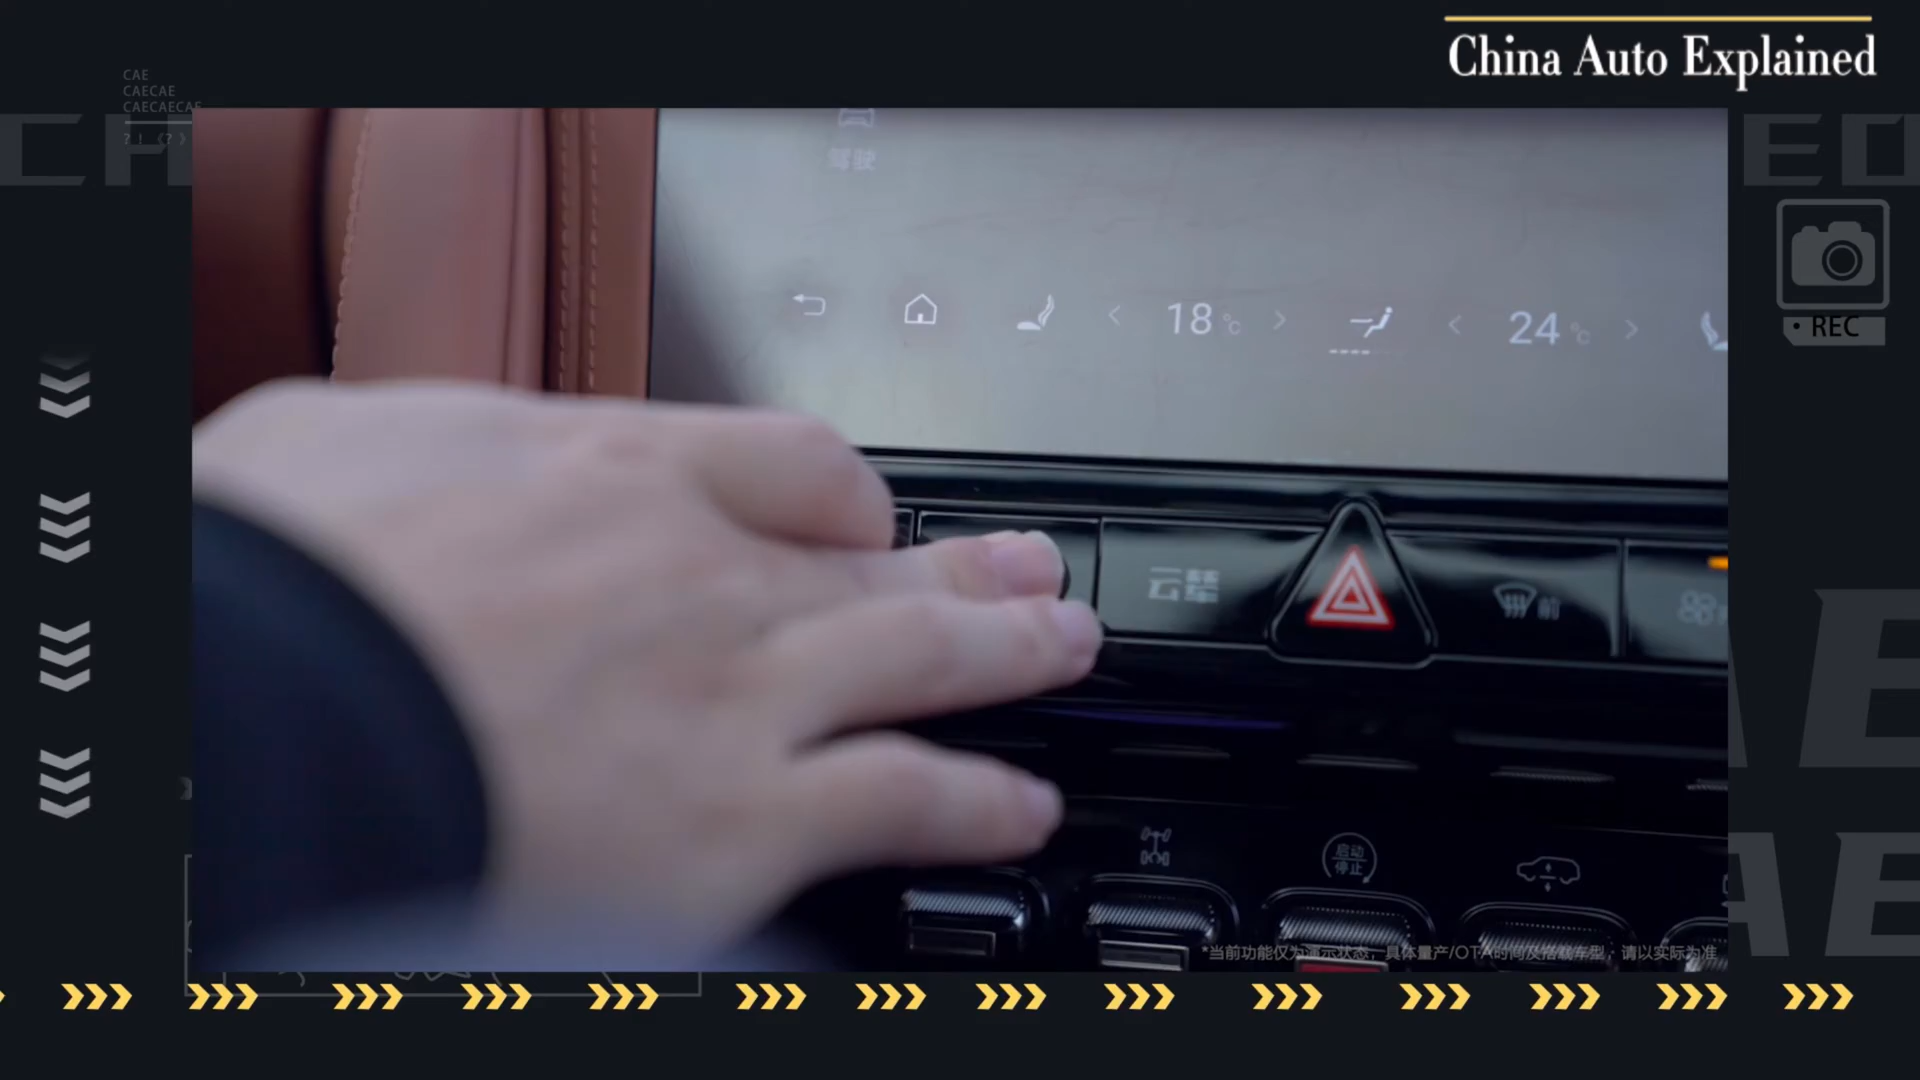 China Auto Explained
CAE
CAECAE
CAECAECAE
? ! 《? 》
驾驶
18°C
24°C
REC
云辇
前
启动
停止
*当前功能仅为演示状态，具体量产/OTA时间及搭载车型，请以实际为准